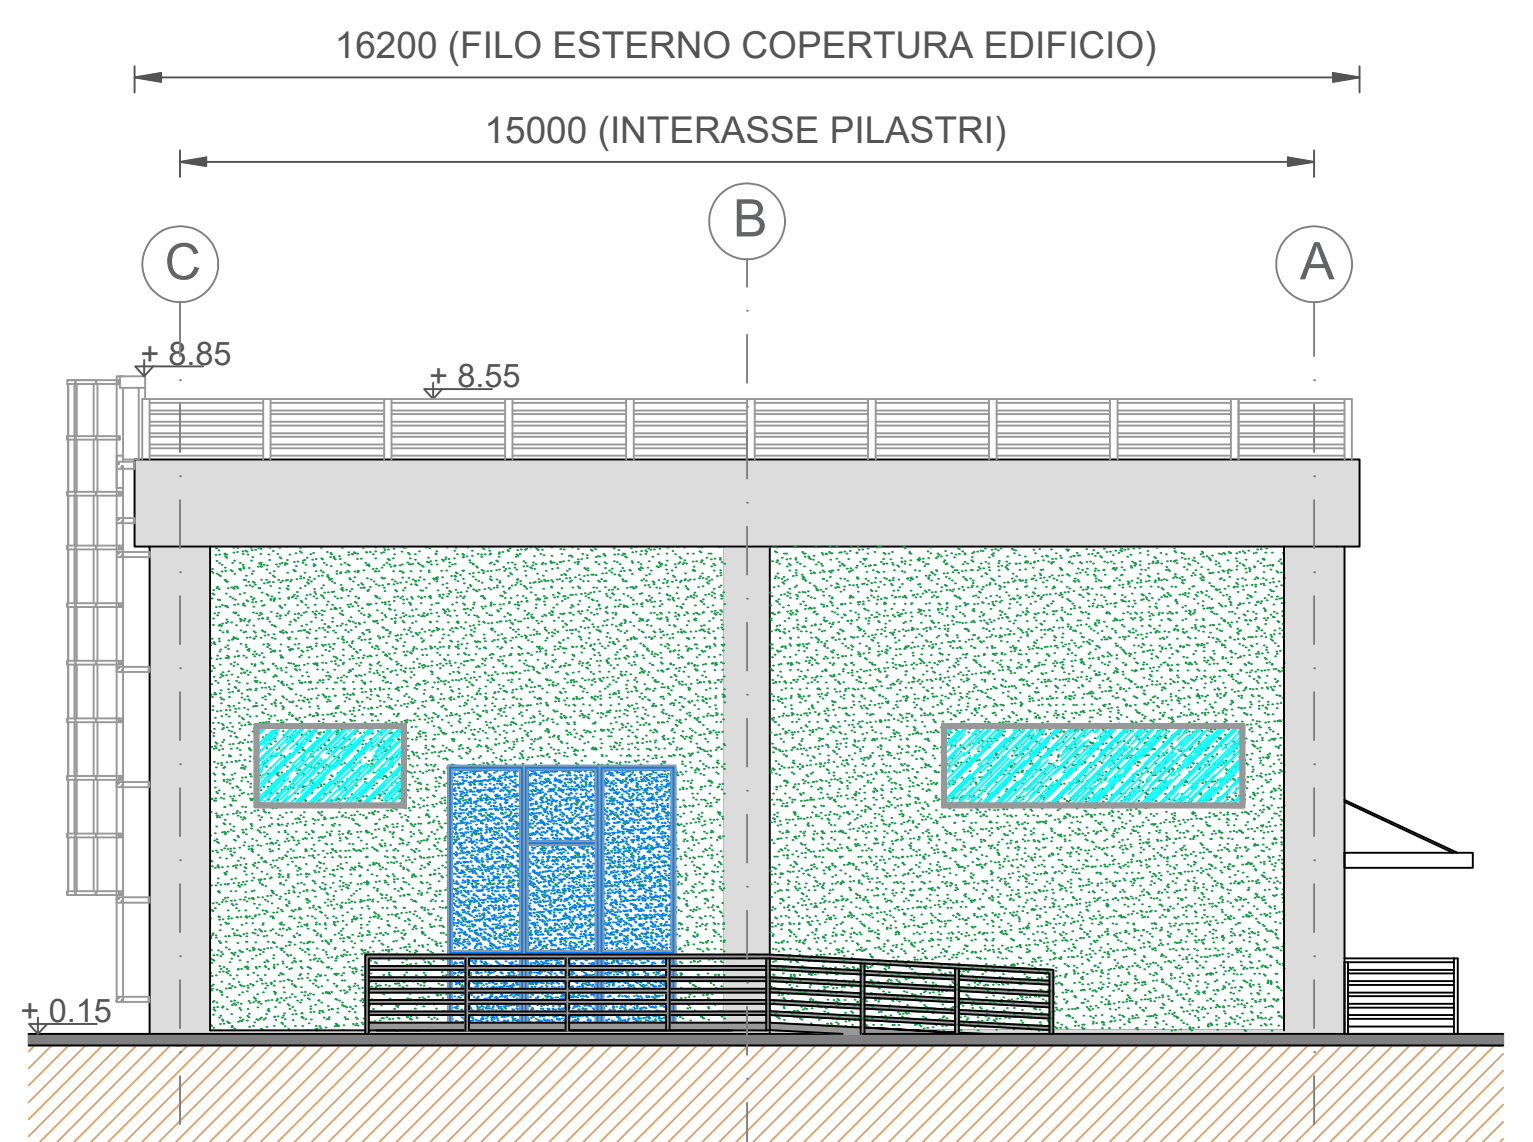 16200 (FILO ESTERNO COPERTURA EDIFICIO)
15000 (INTERASSE PILASTRI)
B
C
A
+ 8.85
+ 8.55
+ 0.15